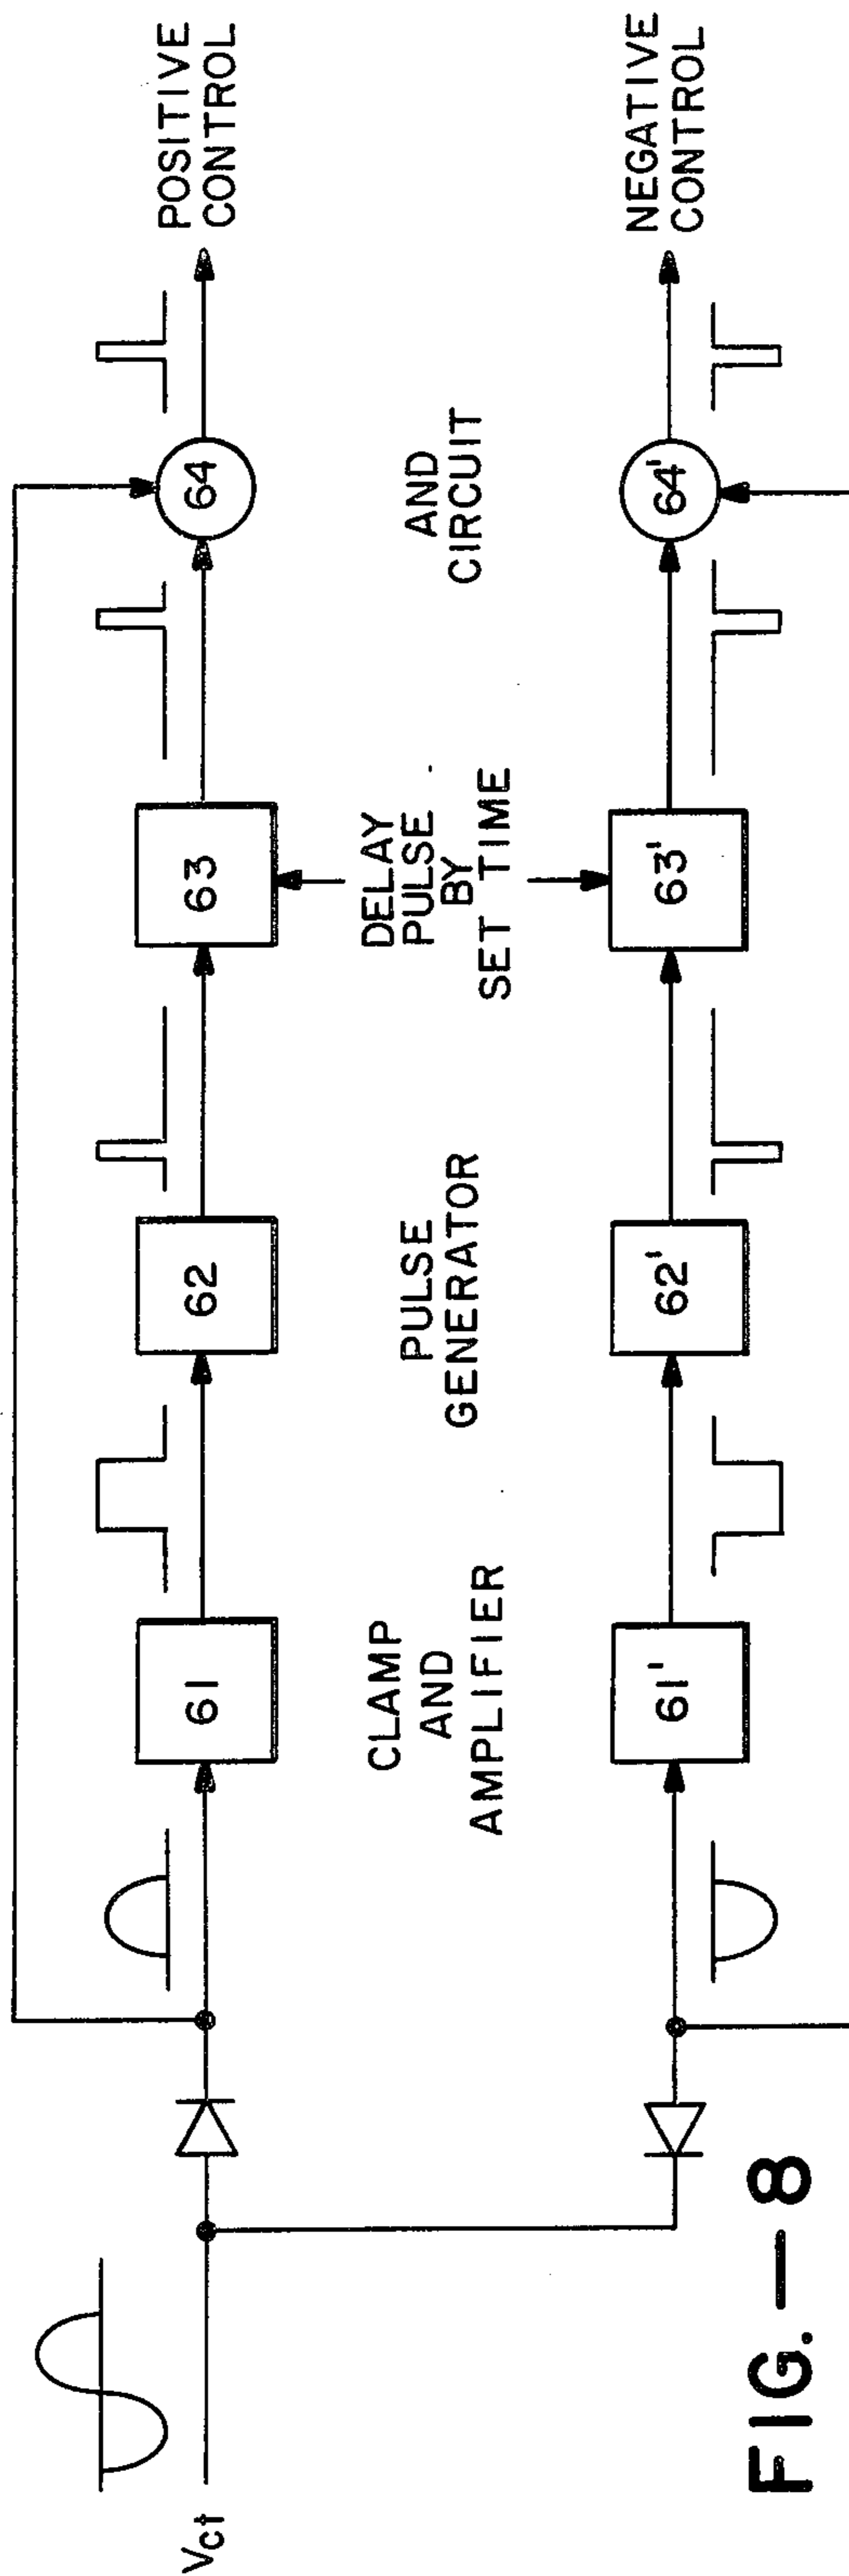 Vct
61
62
63
64
POSITIVE
CONTROL
CLAMP
AND
AMPLIFIER
PULSE
GENERATOR
DELAY
PULSE
BY
SET TIME
AND
CIRCUIT
61'
62'
63'
64'
NEGATIVE
CONTROL
FIG.—8